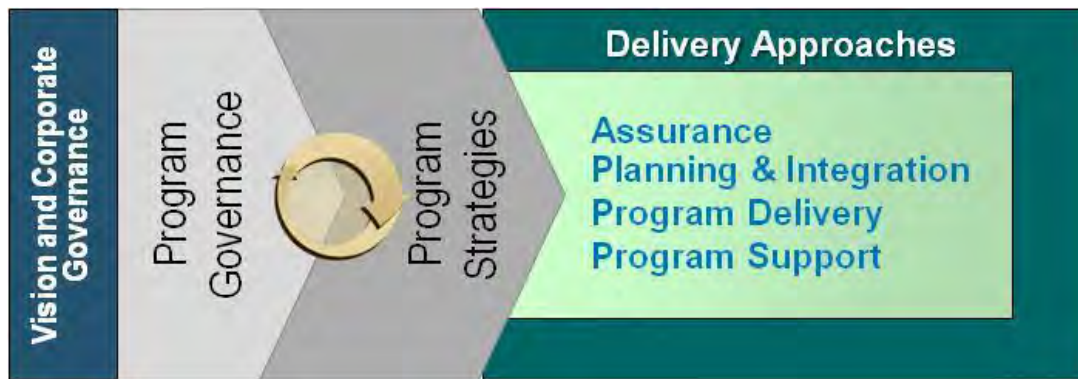 Vision and Corporate
Governance
Program
Governance
Program
Strategies
Delivery Approaches
Assurance
Planning & Integration
Program Delivery
Program Support